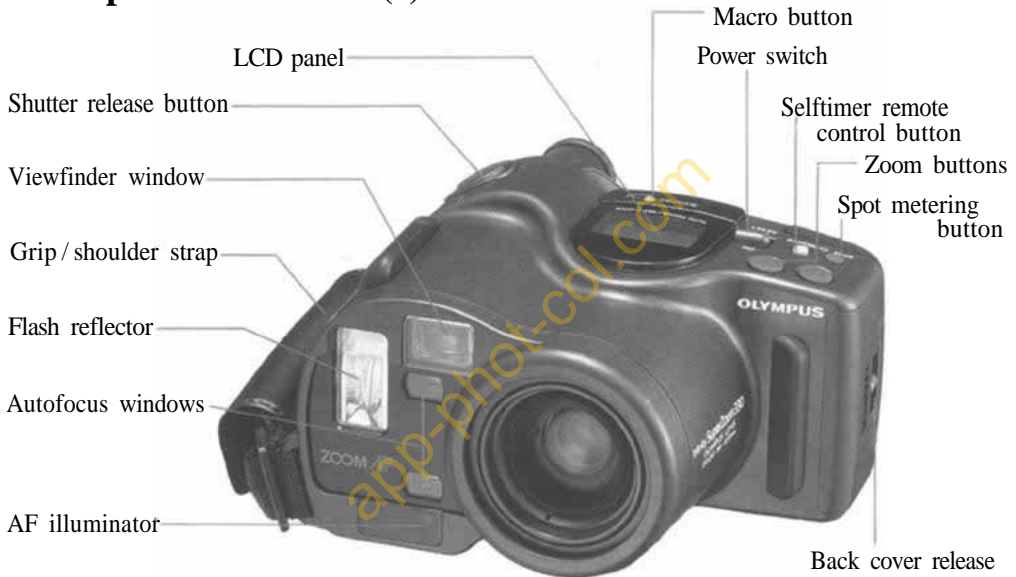 Macro button
LCD panel
Power switch
Shutter release button
Selftimer remote
control button
Zoom buttons
Viewfinder window
Spot metering
button
Grip / shoulder strap
OLYMPUS
Flash reflector
Autofocus windows
ZOOM AF
AF illuminator
Back cover release
app-phot-col.com